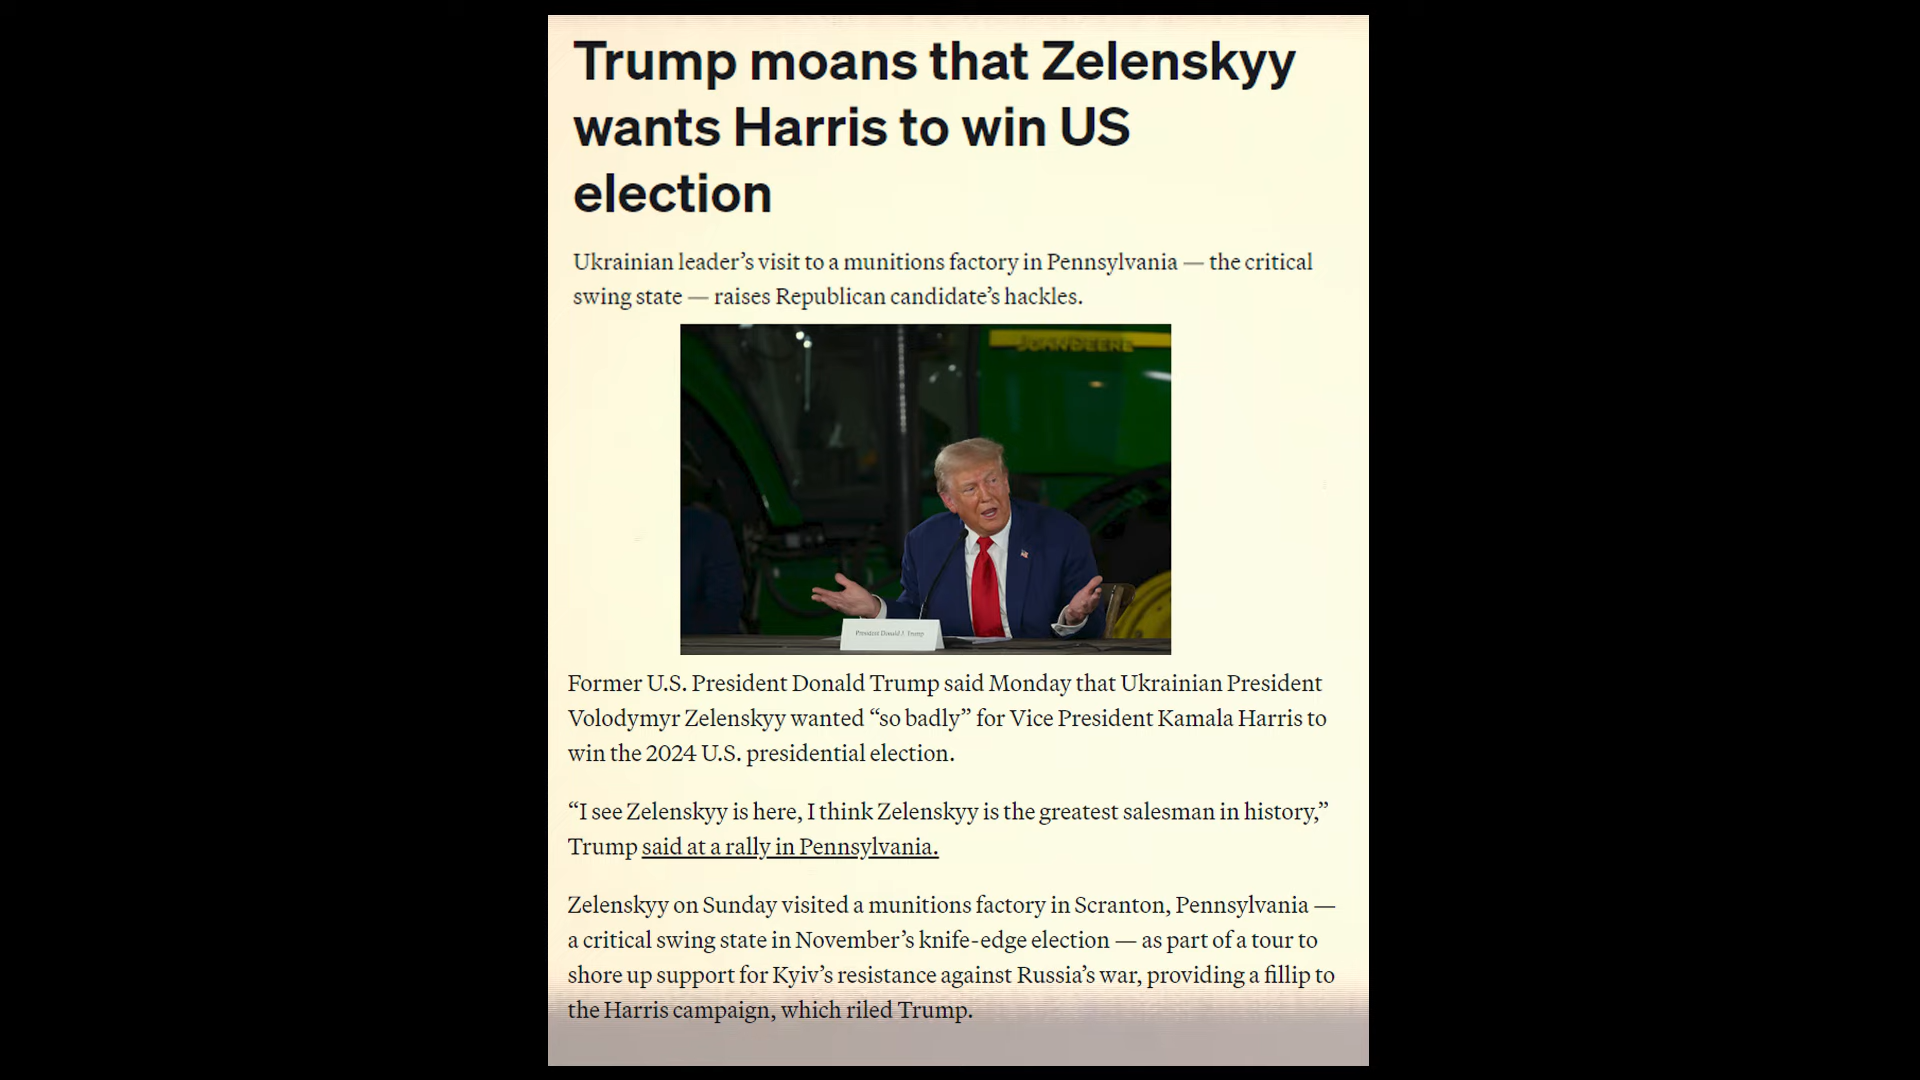 Trump moans that Zelenskyy
wants Harris to win US
election
Ukrainian leader’s visit to a munitions factory in Pennsylvania — the critical
swing state — raises Republican candidate’s hackles.
JOHN DEERE
President Donald J. Trump
Former U.S. President Donald Trump said Monday that Ukrainian President
Volodymyr Zelenskyy wanted “so badly” for Vice President Kamala Harris to
win the 2024 U.S. presidential election.
“I see Zelenskyy is here, I think Zelenskyy is the greatest salesman in history,”
Trump said at a rally in Pennsylvania.
Zelenskyy on Sunday visited a munitions factory in Scranton, Pennsylvania —
a critical swing state in November’s knife-edge election — as part of a tour to
shore up support for Kyiv’s resistance against Russia’s war, providing a fillip to
the Harris campaign, which riled Trump.